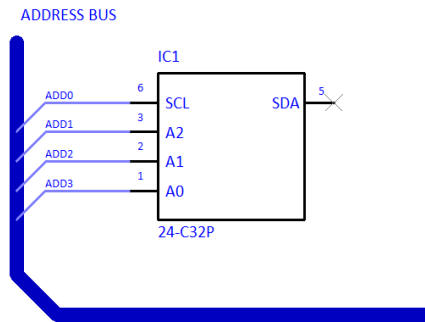 ADDRESS BUS
IC1
ADD0 6 SCL SDA 5
ADD1 3 A2
ADD2 2 A1
ADD3 1 A0
24-C32P